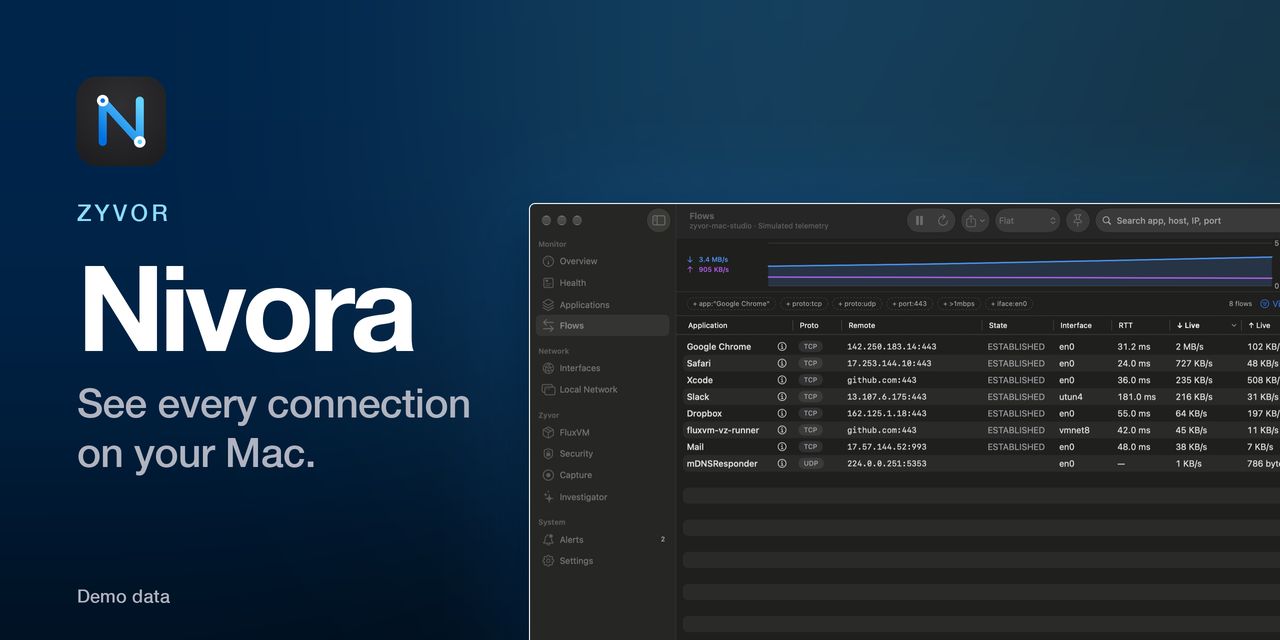 ZYVOR
Nivora
See every connection
on your Mac.
Demo data
Flows
zyvor-mac-studio · Simulated telemetry
Flat
Search app, host, IP, port
Monitor
Overview
Health
Applications
Flows
Network
Interfaces
Local Network
Zyvor
FluxVM
Security
Capture
Investigator
System
Alerts 2
Settings
↓ 3.4 MB/s
↑ 905 KB/s
5
0
+ app:"Google Chrome" + proto:tcp + proto:udp + port:443 + >1mbps + iface:en0 8 flows Vi
Application Proto Remote State Interface RTT ↓ Live ↑ Live
Google Chrome TCP 142.250.183.14:443 ESTABLISHED en0 31.2 ms 2 MB/s 102 KB/
Safari TCP 17.253.144.10:443 ESTABLISHED en0 24.0 ms 727 KB/s 48 KB/s
Xcode TCP github.com:443 ESTABLISHED en0 36.0 ms 235 KB/s 508 KB/
Slack TCP 13.107.6.175:443 ESTABLISHED utun4 181.0 ms 216 KB/s 31 KB/s
Dropbox TCP 162.125.1.18:443 ESTABLISHED en0 55.0 ms 64 KB/s 197 KB/
fluxvm-vz-runner TCP github.com:443 ESTABLISHED vmnet8 42.0 ms 45 KB/s 11 KB/s
Mail TCP 17.57.144.52:993 ESTABLISHED en0 48.0 ms 38 KB/s 7 KB/s
mDNSResponder UDP 224.0.0.251:5353 en0 — 1 KB/s 786 byt